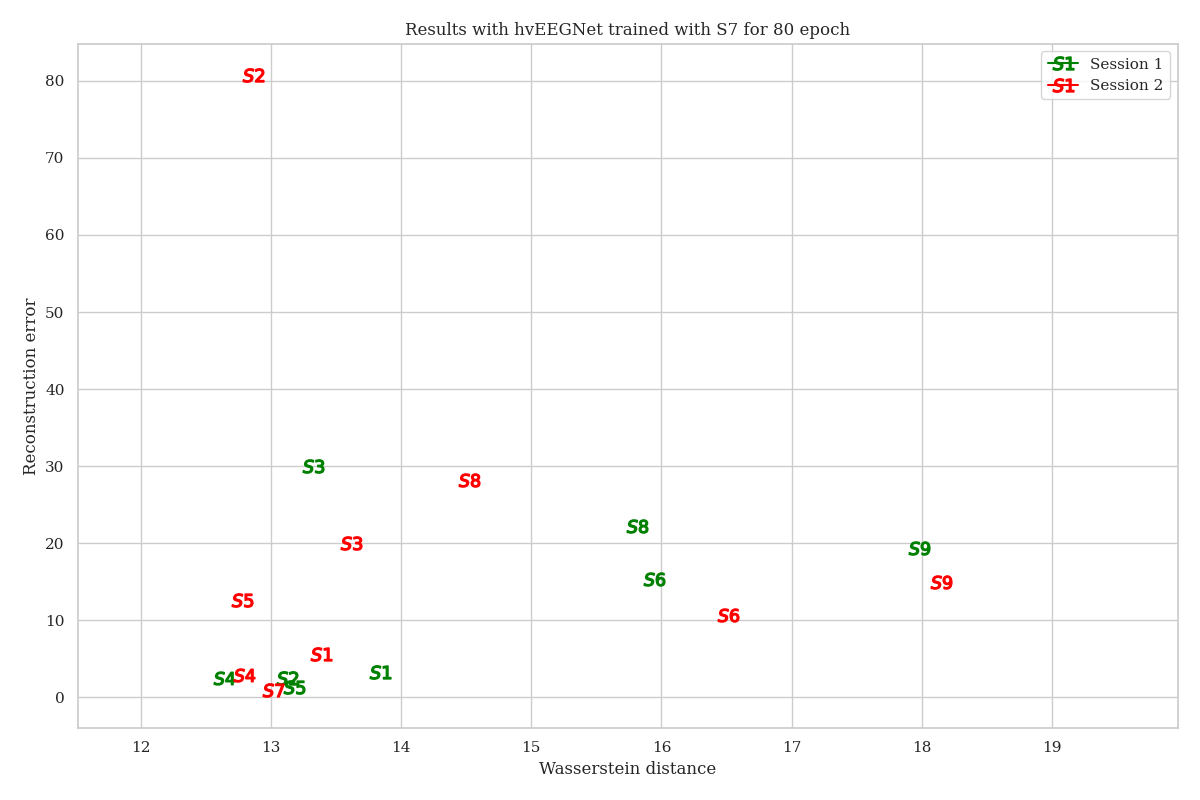 Results with hvEEGNet trained with S7 for 80 epoch
S1 Session 1
S1 Session 2
Reconstruction error
80
70
60
50
40
30
20
10
0
S2
S3
S8
S8
S3
S9
S6
S9
S5
S6
S1
S1
S4
S4
S2
S5
S7
12 13 14 15 16 17 18 19
Wasserstein distance